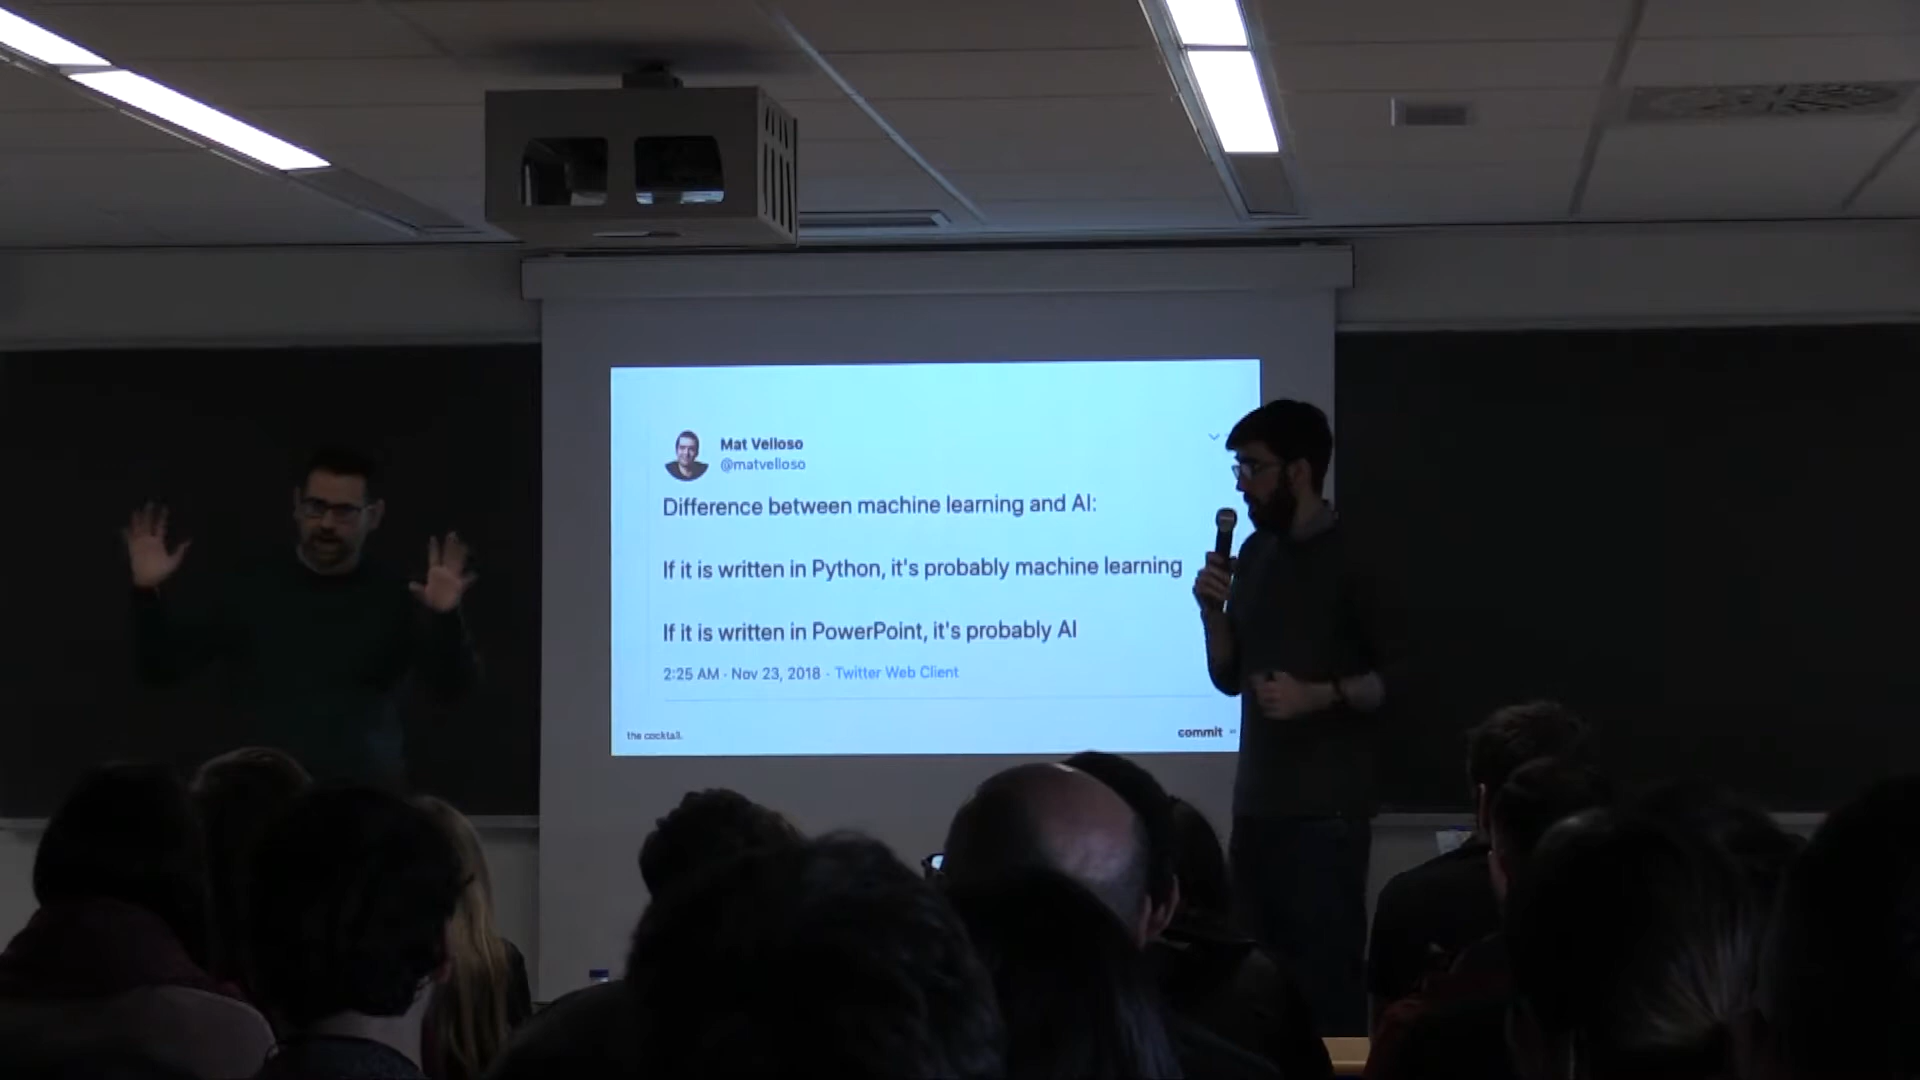 Mat Velloso
@matvelloso
Difference between machine learning and AI:
If it is written in Python, it's probably machine learning
If it is written in PowerPoint, it's probably AI
2:25 AM · Nov 23, 2018 · Twitter Web Client
the cocktail.
commit